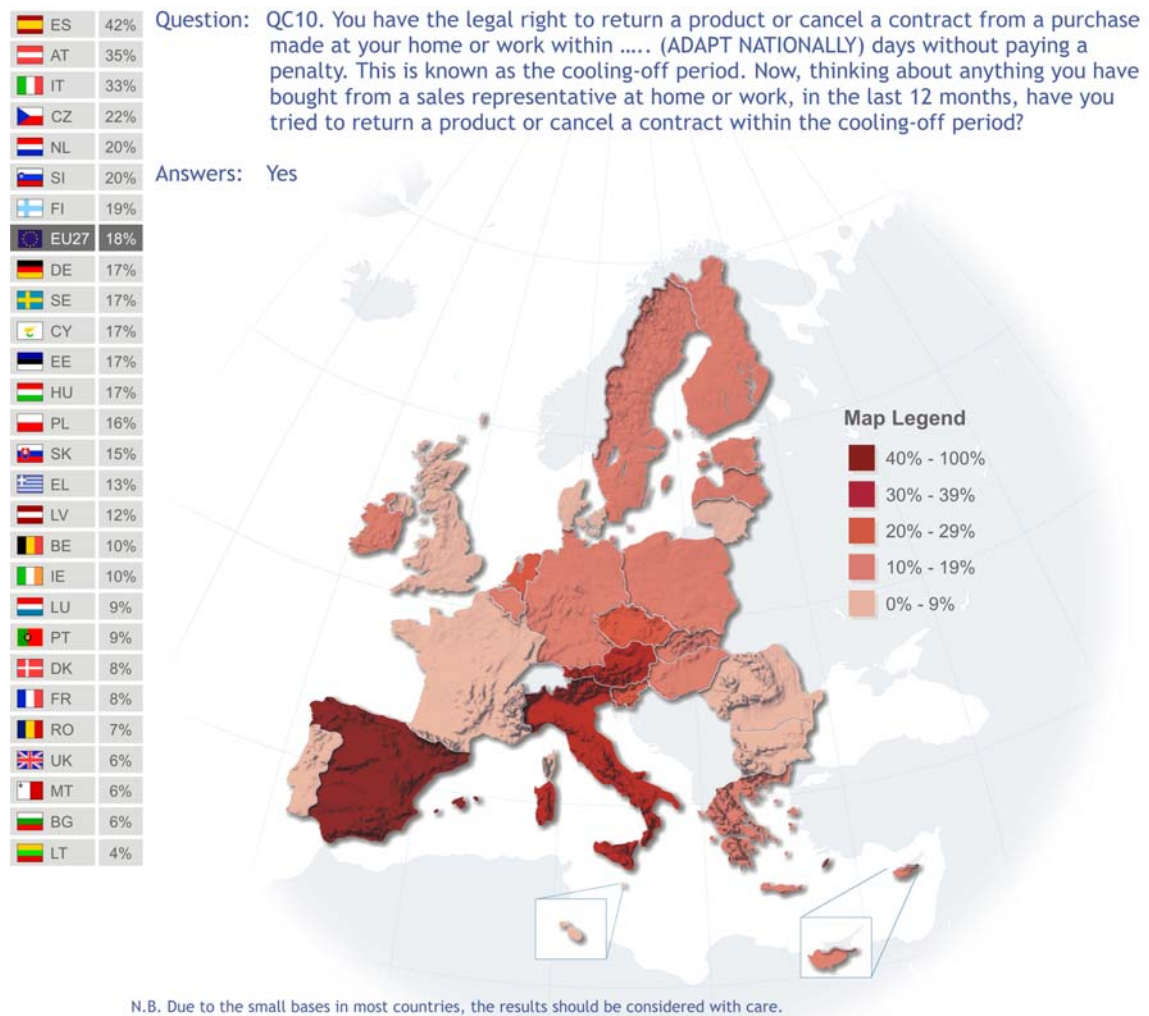 Question: QC10. You have the legal right to return a product or cancel a contract from a purchase
made at your home or work within ..... (ADAPT NATIONALLY) days without paying a
penalty. This is known as the cooling-off period. Now, thinking about anything you have
bought from a sales representative at home or work, in the last 12 months, have you
tried to return a product or cancel a contract within the cooling-off period?
Answers: Yes
ES 42%
AT 35%
IT 33%
CZ 22%
NL 20%
SI 20%
FI 19%
EU27 18%
DE 17%
SE 17%
CY 17%
EE 17%
HU 17%
PL 16%
SK 15%
EL 13%
LV 12%
BE 10%
IE 10%
LU 9%
PT 9%
DK 8%
FR 8%
RO 7%
UK 6%
MT 6%
BG 6%
LT 4%
Map Legend
40% - 100%
30% - 39%
20% - 29%
10% - 19%
0% - 9%
N.B. Due to the small bases in most countries, the results should be considered with care.